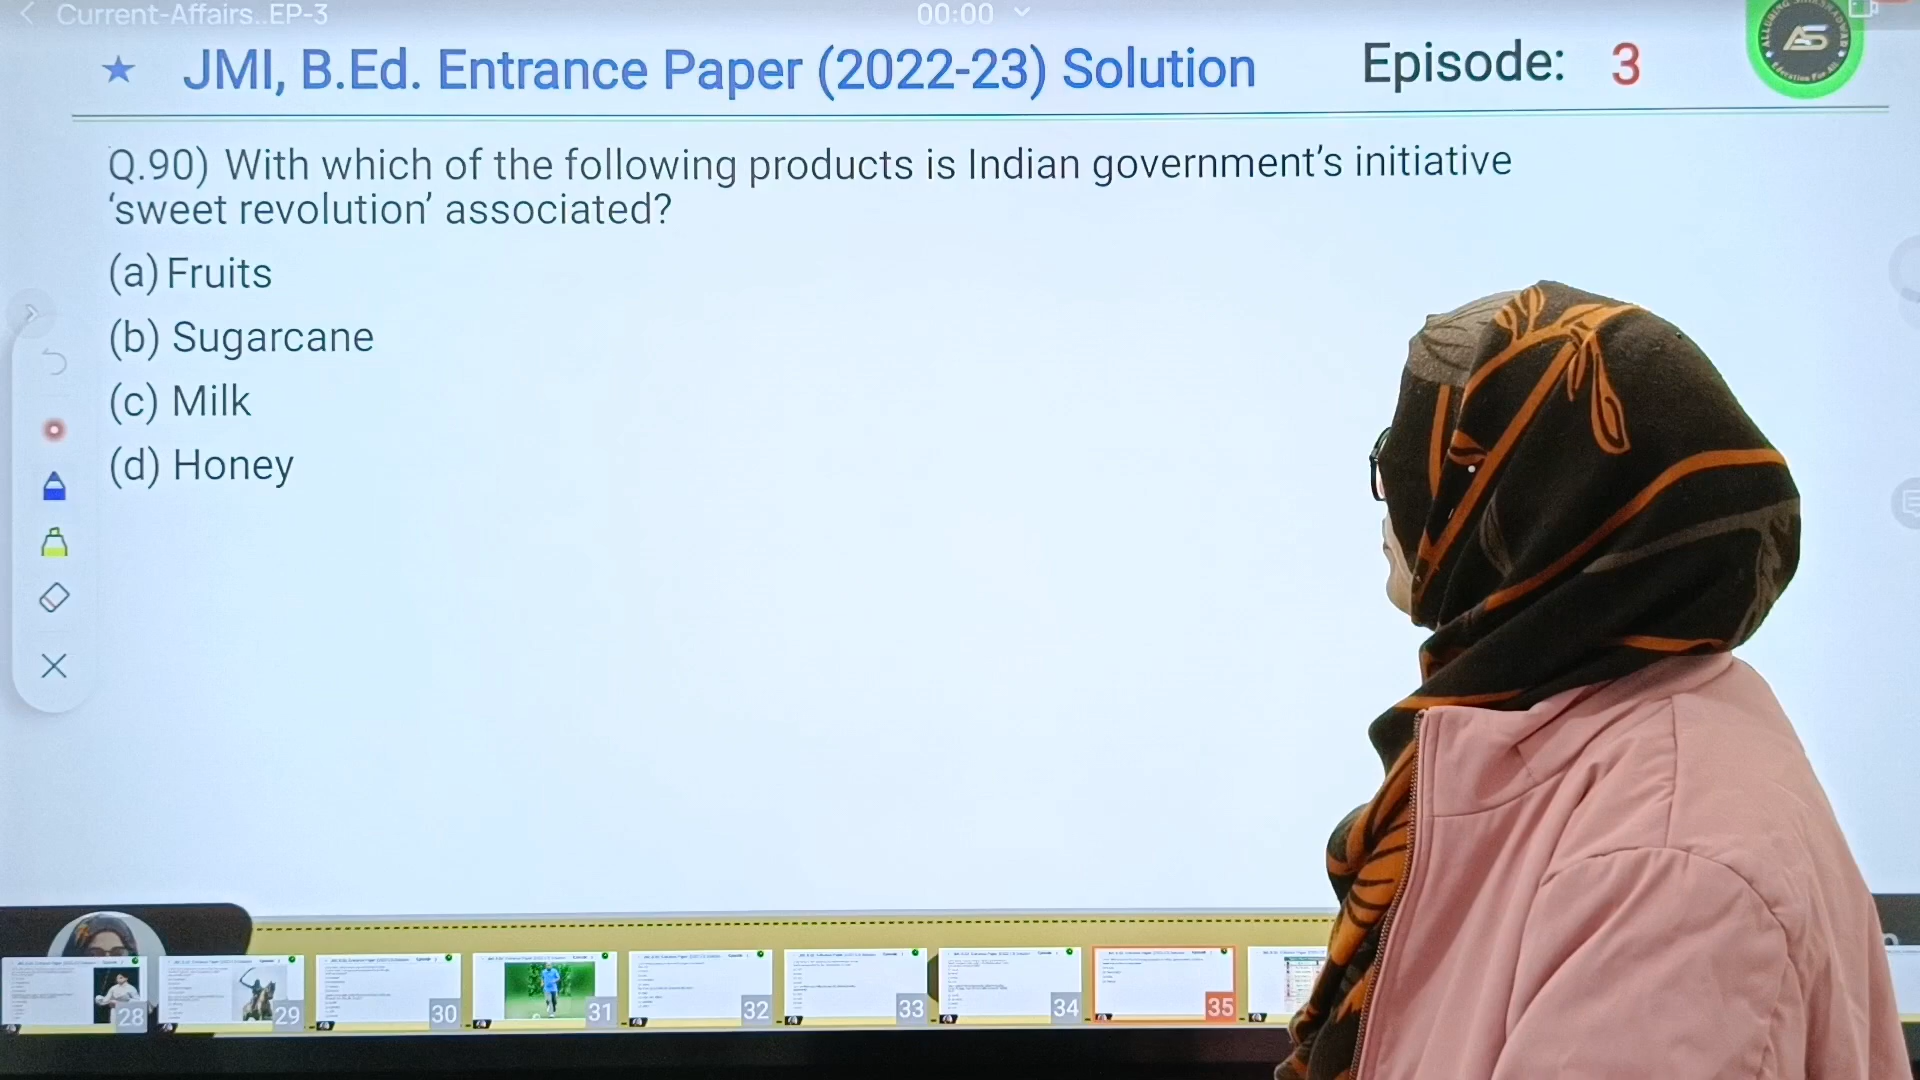 Current-Affairs..EP-3
00:00
JMI, B.Ed. Entrance Paper (2022-23) Solution Episode: 3
AS
Q.90) With which of the following products is Indian government's initiative
'sweet revolution' associated?
(a) Fruits
(b) Sugarcane
(c) Milk
(d) Honey
28 29 30 31 32 33 34 35